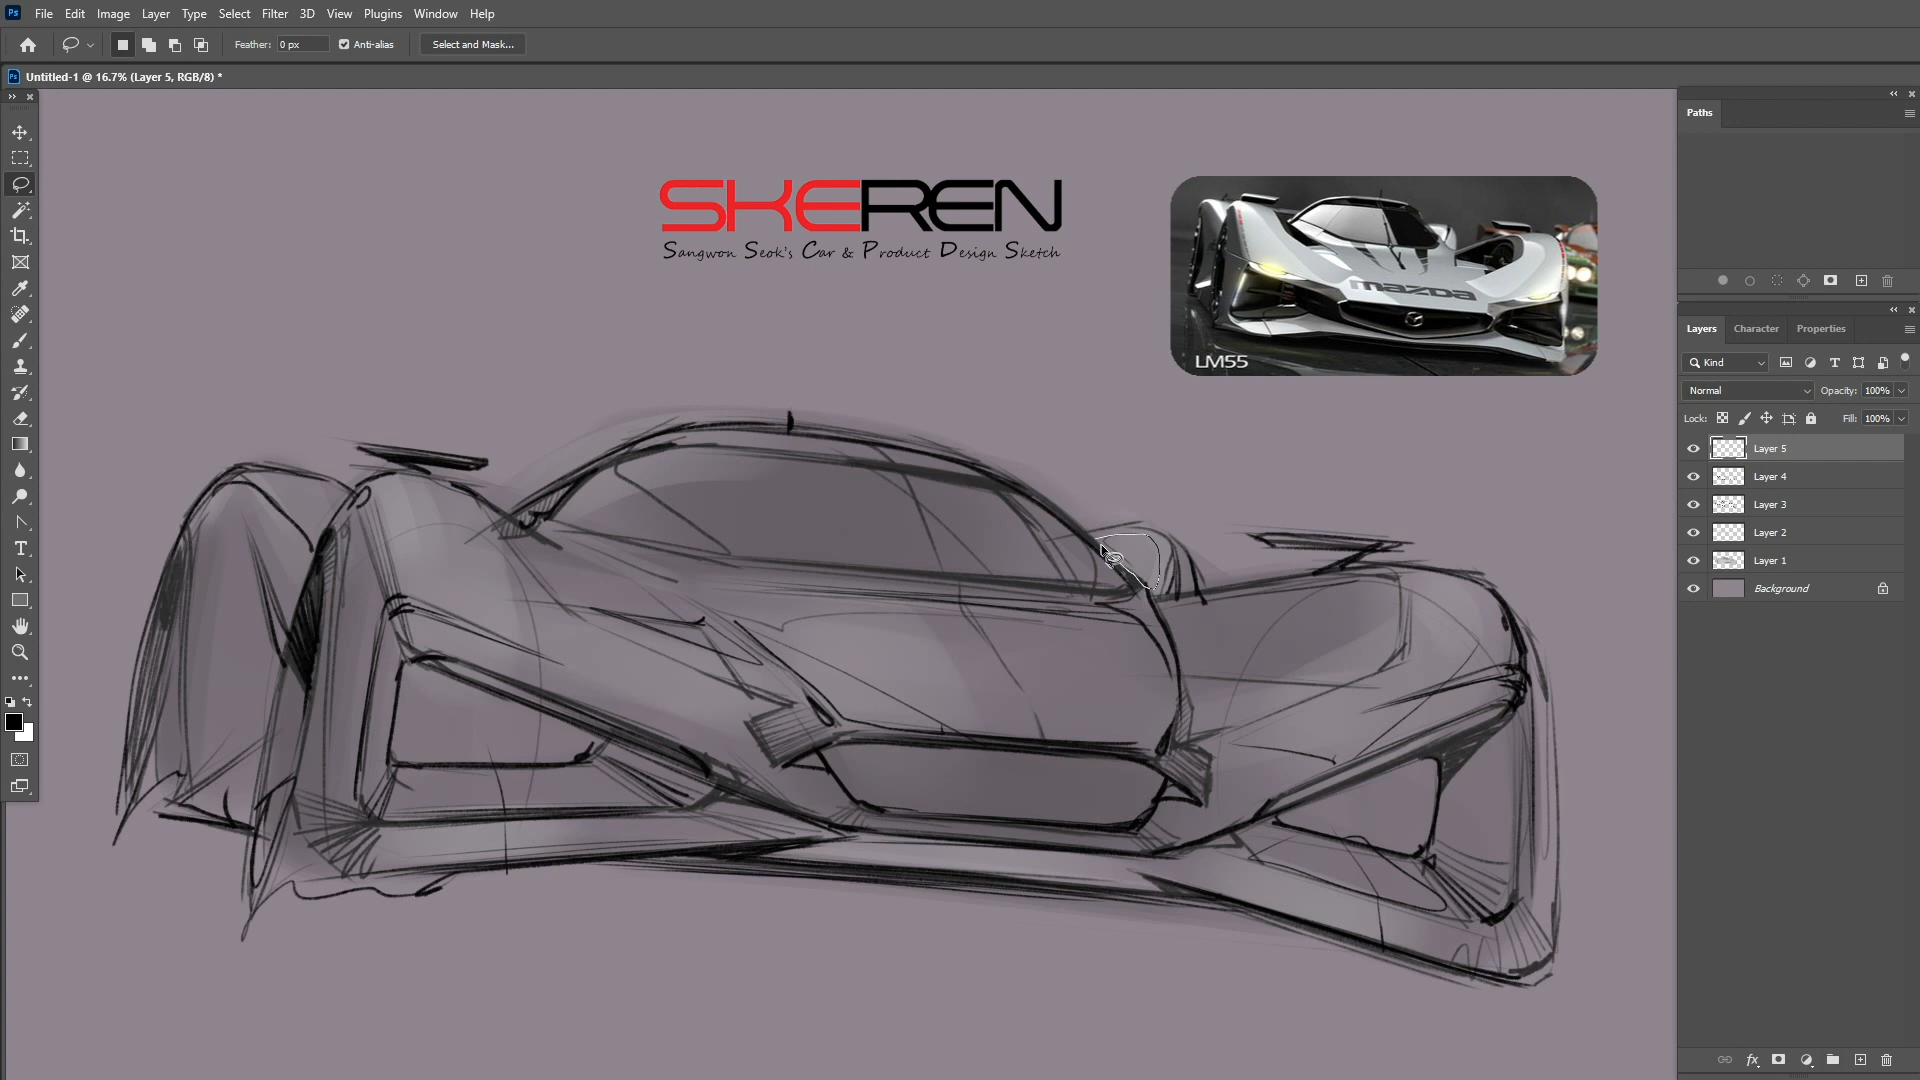 File Edit Image Layer Type Select Filter 3D View Plugins Window Help
Feather: 0 px Anti-alias Select and Mask...
Untitled-1 @ 16.7% (Layer 5, RGB/8) *
Paths
SKEREN
Sangwon Seok's Car & Product Design Sketch
mazda
LM55
Layers Character Properties
Kind
Normal Opacity: 100%
Lock: Fill: 100%
Layer 5
Layer 4
Layer 3
Layer 2
Layer 1
Background